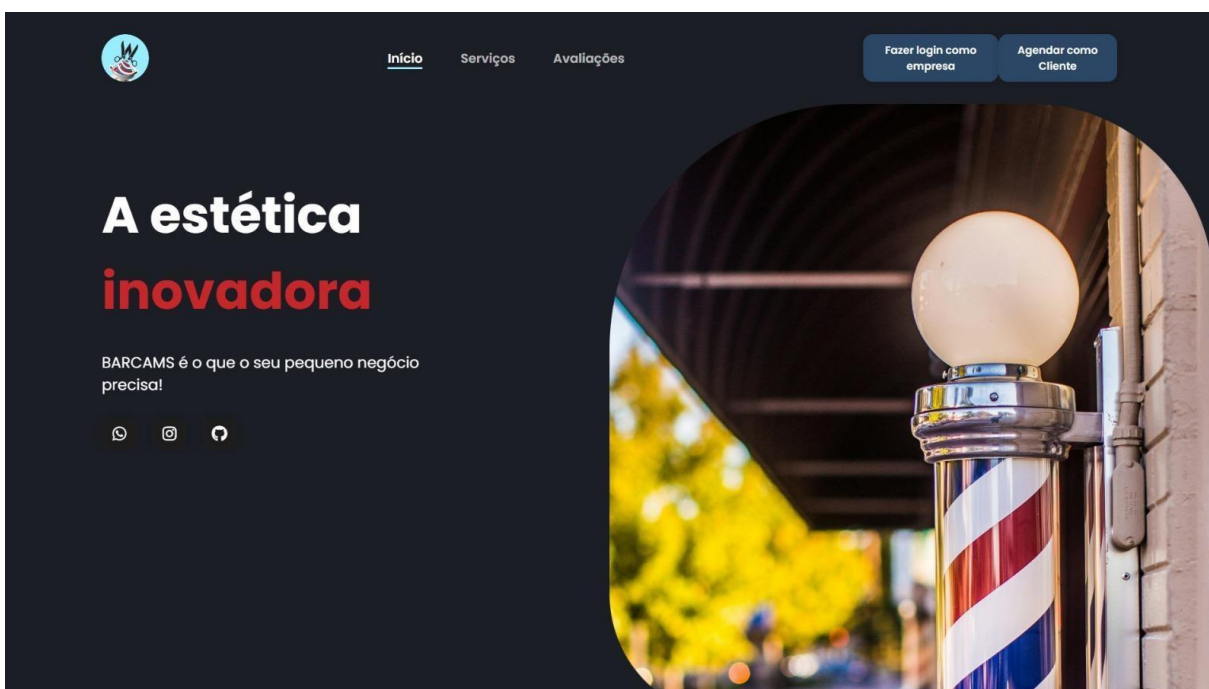 Início
Serviços
Avaliações
Fazer login como
empresa
Agendar como
Cliente
A estética
inovadora
BARCAMS é o que o seu pequeno negócio
precisa!